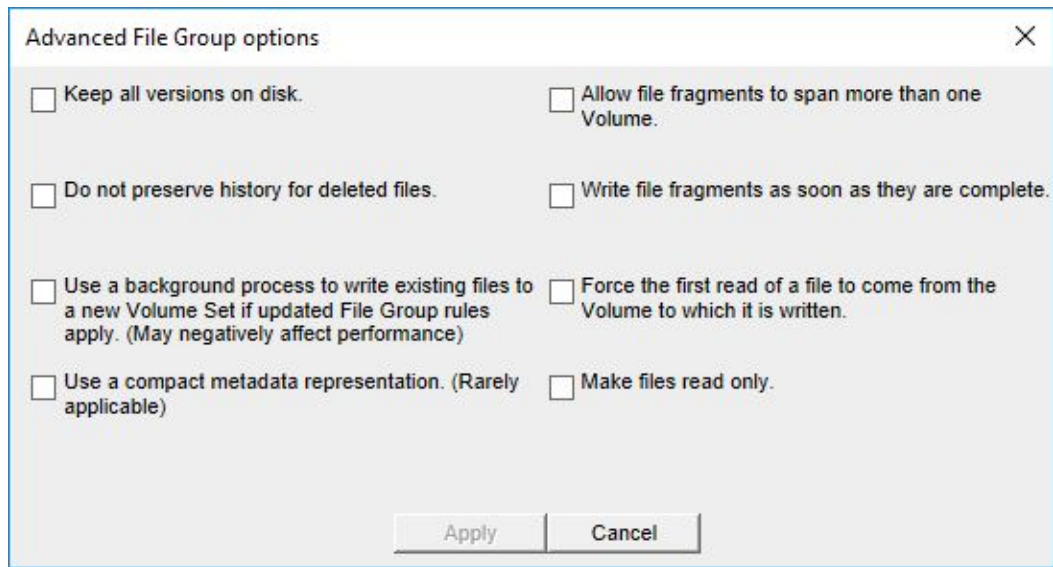 Advanced File Group options
Keep all versions on disk.
Allow file fragments to span more than one
Volume.
Do not preserve history for deleted files.
Write file fragments as soon as they are complete.
Use a background process to write existing files to
a new Volume Set if updated File Group rules
apply. (May negatively affect performance)
Force the first read of a file to come from the
Volume to which it is written.
Use a compact metadata representation. (Rarely
applicable)
Make files read only.
Apply
Cancel